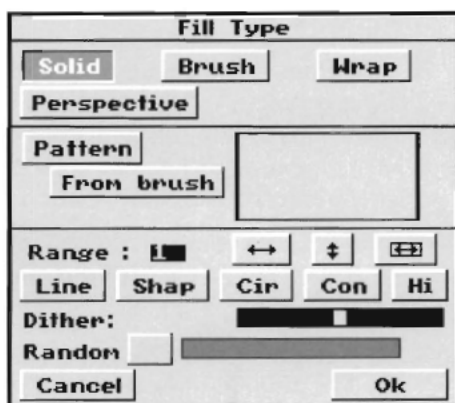 Fill Type
Solid Brush Wrap
Perspective
Pattern
From brush
Range : 1
Line Shap Cir Con Hi
Dither:
Random
Cancel Ok